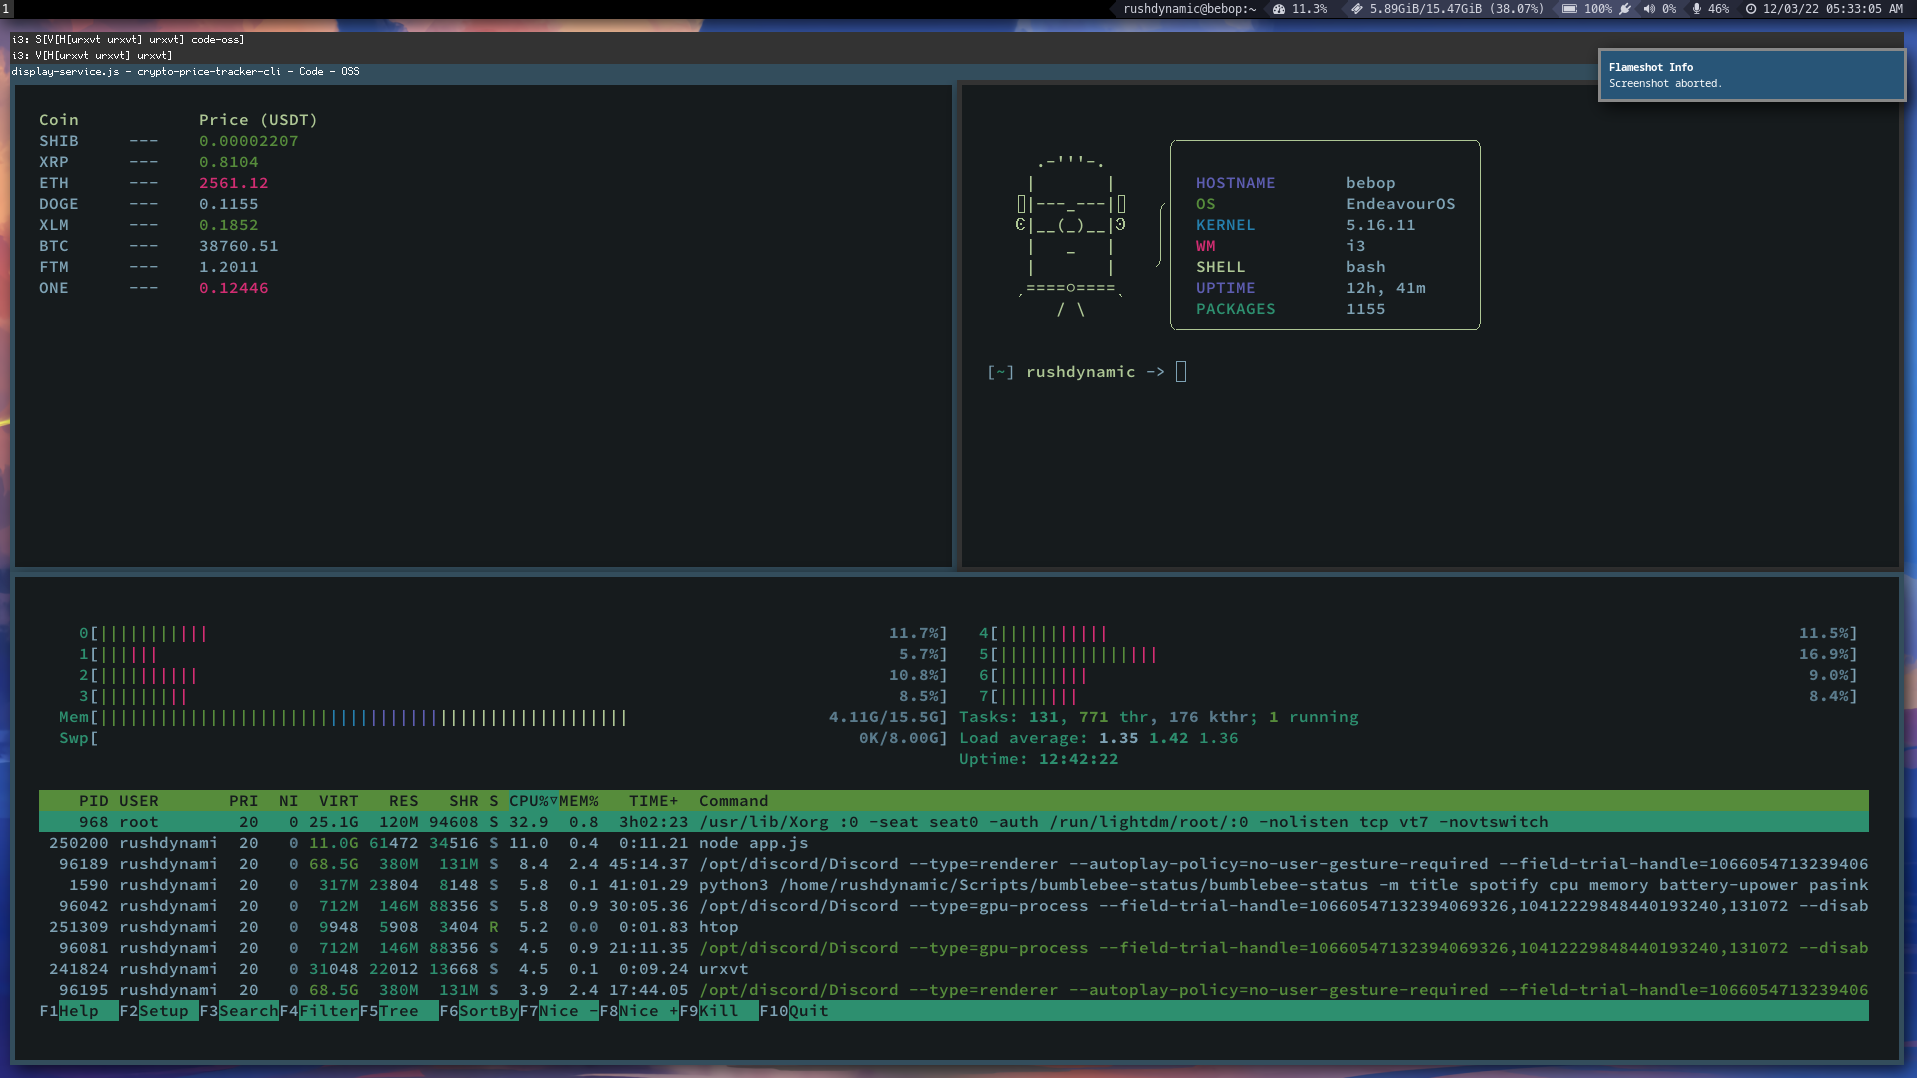 1 rushdynamic@bebop:~ 11.3% 5.89GiB/15.47GiB (38.07%) 100% 0% 46% 12/03/22 05:33:05 AM
i3: S[V[H[urxvt urxvt] urxvt] code-oss]
i3: V[H[urxvt urxvt] urxvt]
display-service.js - crypto-price-tracker-cli - Code - OSS
Flameshot Info
Screenshot aborted.
Coin Price (USDT)
SHIB --- 0.00002207
XRP --- 0.8104
ETH --- 2561.12
DOGE --- 0.1155
XLM --- 0.1852
BTC --- 38760.51
FTM --- 1.2011
ONE --- 0.12446
HOSTNAME bebop
OS EndeavourOS
KERNEL 5.16.11
WM i3
SHELL bash
UPTIME 12h, 41m
PACKAGES 1155
[~] rushdynamic ->
0[||||||||||| 11.7%] 4[||||||||||| 11.5%]
1[|||||| 5.7%] 5[|||||||||||||||| 16.9%]
2[|||||||||| 10.8%] 6[||||||||| 9.0%]
3[||||||||| 8.5%] 7[|||||||| 8.4%]
Mem[||||||||||||||||||||||||||||||||||||||||||||||||||||| 4.11G/15.5G] Tasks: 131, 771 thr, 176 kthr; 1 running
Swp[ 0K/8.00G] Load average: 1.35 1.42 1.36
Uptime: 12:42:22
PID USER PRI NI VIRT RES SHR S CPU%▽MEM% TIME+ Command
968 root 20 0 25.1G 120M 94608 S 32.9 0.8 3h02:23 /usr/lib/Xorg :0 -seat seat0 -auth /run/lightdm/root/:0 -nolisten tcp vt7 -novtswitch
250200 rushdynami 20 0 11.0G 61472 34516 S 11.0 0.4 0:11.21 node app.js
96189 rushdynami 20 0 68.5G 380M 131M S 8.4 2.4 45:14.37 /opt/discord/Discord --type=renderer --autoplay-policy=no-user-gesture-required --field-trial-handle=1066054713239406
1590 rushdynami 20 0 317M 23804 8148 S 5.8 0.1 41:01.29 python3 /home/rushdynamic/Scripts/bumblebee-status/bumblebee-status -m title spotify cpu memory battery-upower pasink
96042 rushdynami 20 0 712M 146M 88356 S 5.8 0.9 30:05.36 /opt/discord/Discord --type=gpu-process --field-trial-handle=10660547132394069326,10412229848440193240,131072 --disab
251309 rushdynami 20 0 9948 5908 3404 R 5.2 0.0 0:01.83 htop
96081 rushdynami 20 0 712M 146M 88356 S 4.5 0.9 21:11.35 /opt/discord/Discord --type=gpu-process --field-trial-handle=10660547132394069326,10412229848440193240,131072 --disab
241824 rushdynami 20 0 31048 22012 13668 S 4.5 0.1 0:09.24 urxvt
96195 rushdynami 20 0 68.5G 380M 131M S 3.9 2.4 17:44.05 /opt/discord/Discord --type=renderer --autoplay-policy=no-user-gesture-required --field-trial-handle=1066054713239406
F1Help F2Setup F3SearchF4FilterF5Tree F6SortByF7Nice -F8Nice +F9Kill F10Quit